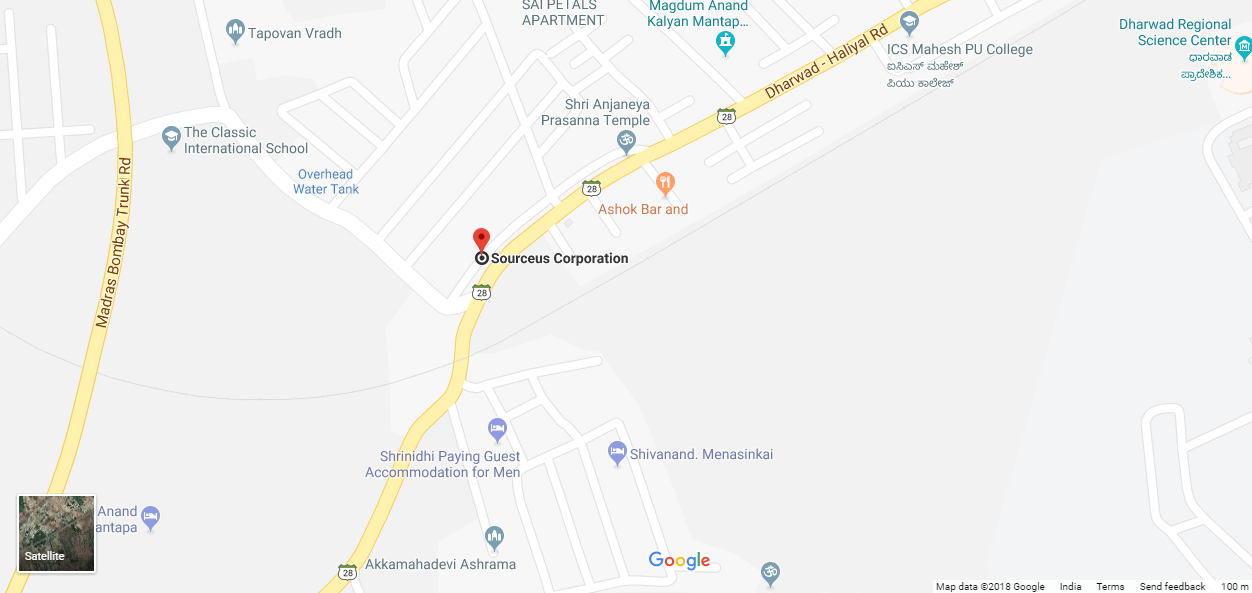 SAI PETALS
APARTMENT
Magdum Anand
Kalyan Mantap...
Tapovan Vradh
Dharwad - Haliyal Rd
ICS Mahesh PU College
ಐಸಿಎಸ್ ಮಹೇಶ್
ಪಿಯು ಕಾಲೇಜ್
Dharwad Regional
Science Center
ಧಾರವಾಡ
ಪ್ರಾದೇಶಿಕ...
Shri Anjaneya
Prasanna Temple
28
The Classic
International School
Overhead
Water Tank
28
Ashok Bar and
Madras Bombay Trunk Rd
Sourceus Corporation
28
Shrinidhi Paying Guest
Accommodation for Men
Shivanand. Menasinkai
Anand
antapa
Satellite
Akkamahadevi Ashrama
28
Google
Map data ©2018 Google India Terms Send feedback 100 m